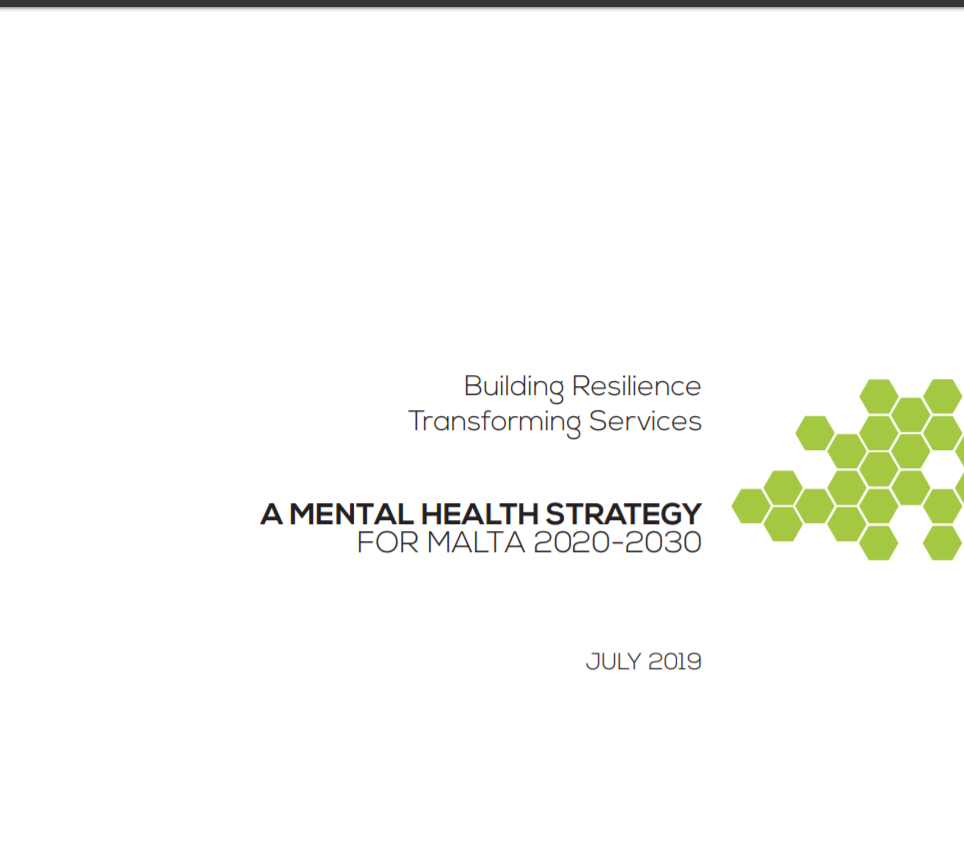 Building Resilience
Transforming Services
A MENTAL HEALTH STRATEGY
FOR MALTA 2020-2030
JULY 2019